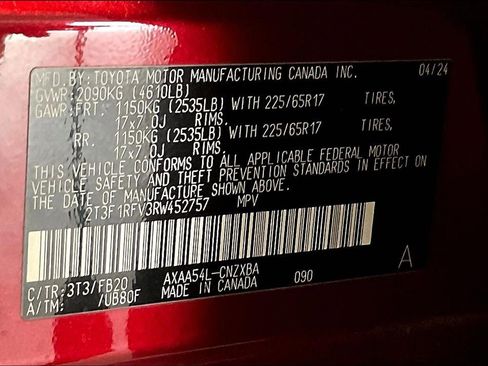 MFD. BY:TOYOTA MOTOR MANUFACTURING CANADA INC. 04/24
GVWR:2090KG (4610LB)
GAWR:FRT. 1150KG (2535LB) WITH 225/65R17 TIRES,
17x7.0J RIMS.
RR. 1150KG (2535LB) WITH 225/65R17 TIRES,
17x7.0J RIMS.
THIS VEHICLE CONFORMS TO ALL APPLICABLE FEDERAL MOTOR
VEHICLE SAFETY AND BUMPER STANDARDS IN EFFECT ON
THE DATE OF MANUFACTURE SHOWN ABOVE.
2T3F1RFV3RW452757 MPV
C/TR:3T3/FB20 AXAA54L-CNZXBA
A/TM: /UB80F MADE IN CANADA 090 A